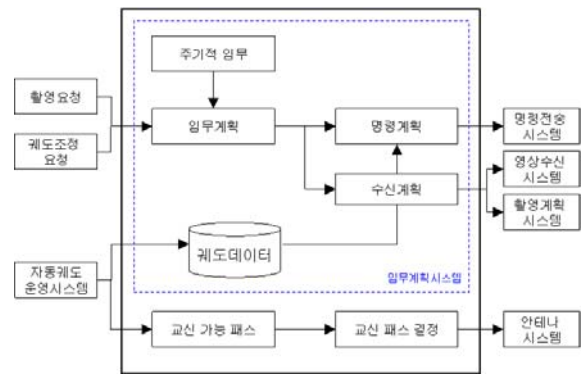 주기적 임무
촬영요청
임무계획
명령계획
명령전송
시스템
궤도조정
요청
수신계획
영상수신
시스템
촬영계획
시스템
궤도데이터
임무계획시스템
자동궤도
운영시스템
교신 가능 패스
교신 패스 결정
안테나
시스템